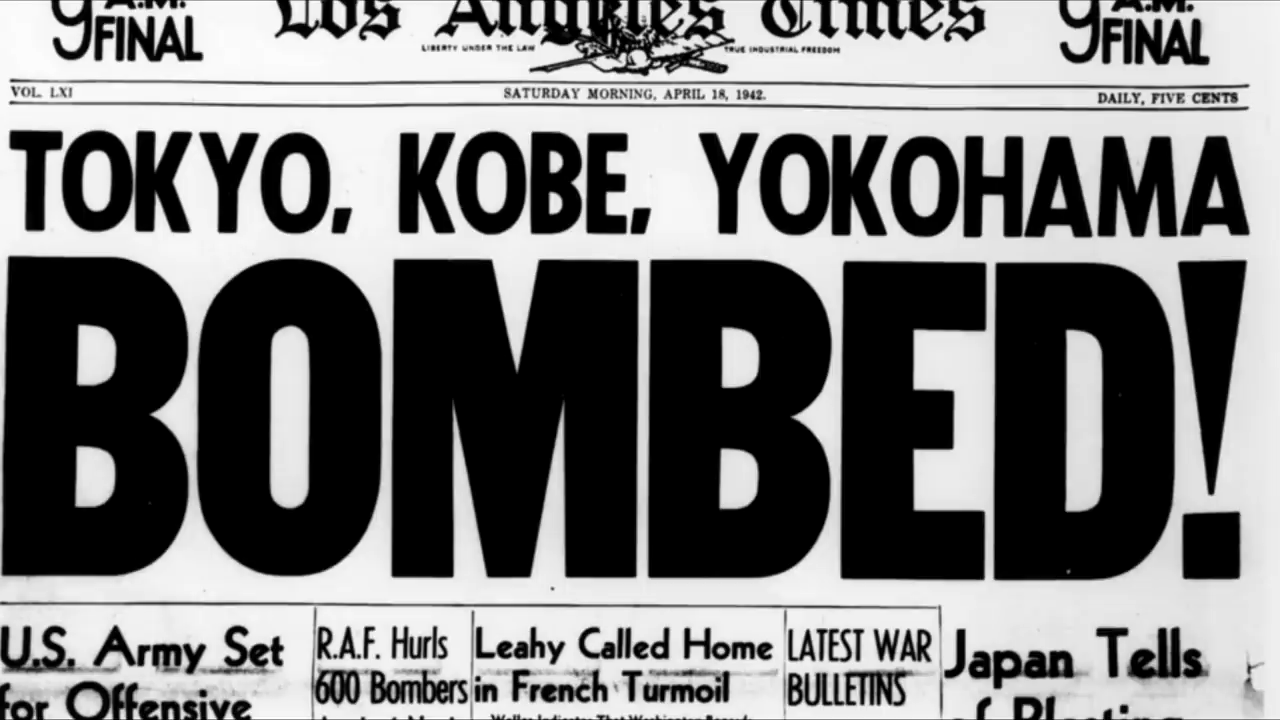 9 A.M. FINAL
Los Angeles Times
9 A.M. FINAL
LIBERTY UNDER THE LAW
TRUE INDUSTRIAL FREEDOM
VOL. LXI
SATURDAY MORNING, APRIL 18, 1942.
DAILY, FIVE CENTS
TOKYO, KOBE, YOKOHAMA
BOMBED!
U.S. Army Set
for Offensive
R.A.F. Hurls
600 Bombers
Leahy Called Home
in French Turmoil
LATEST WAR
BULLETINS
Japan Tells
of Blasting